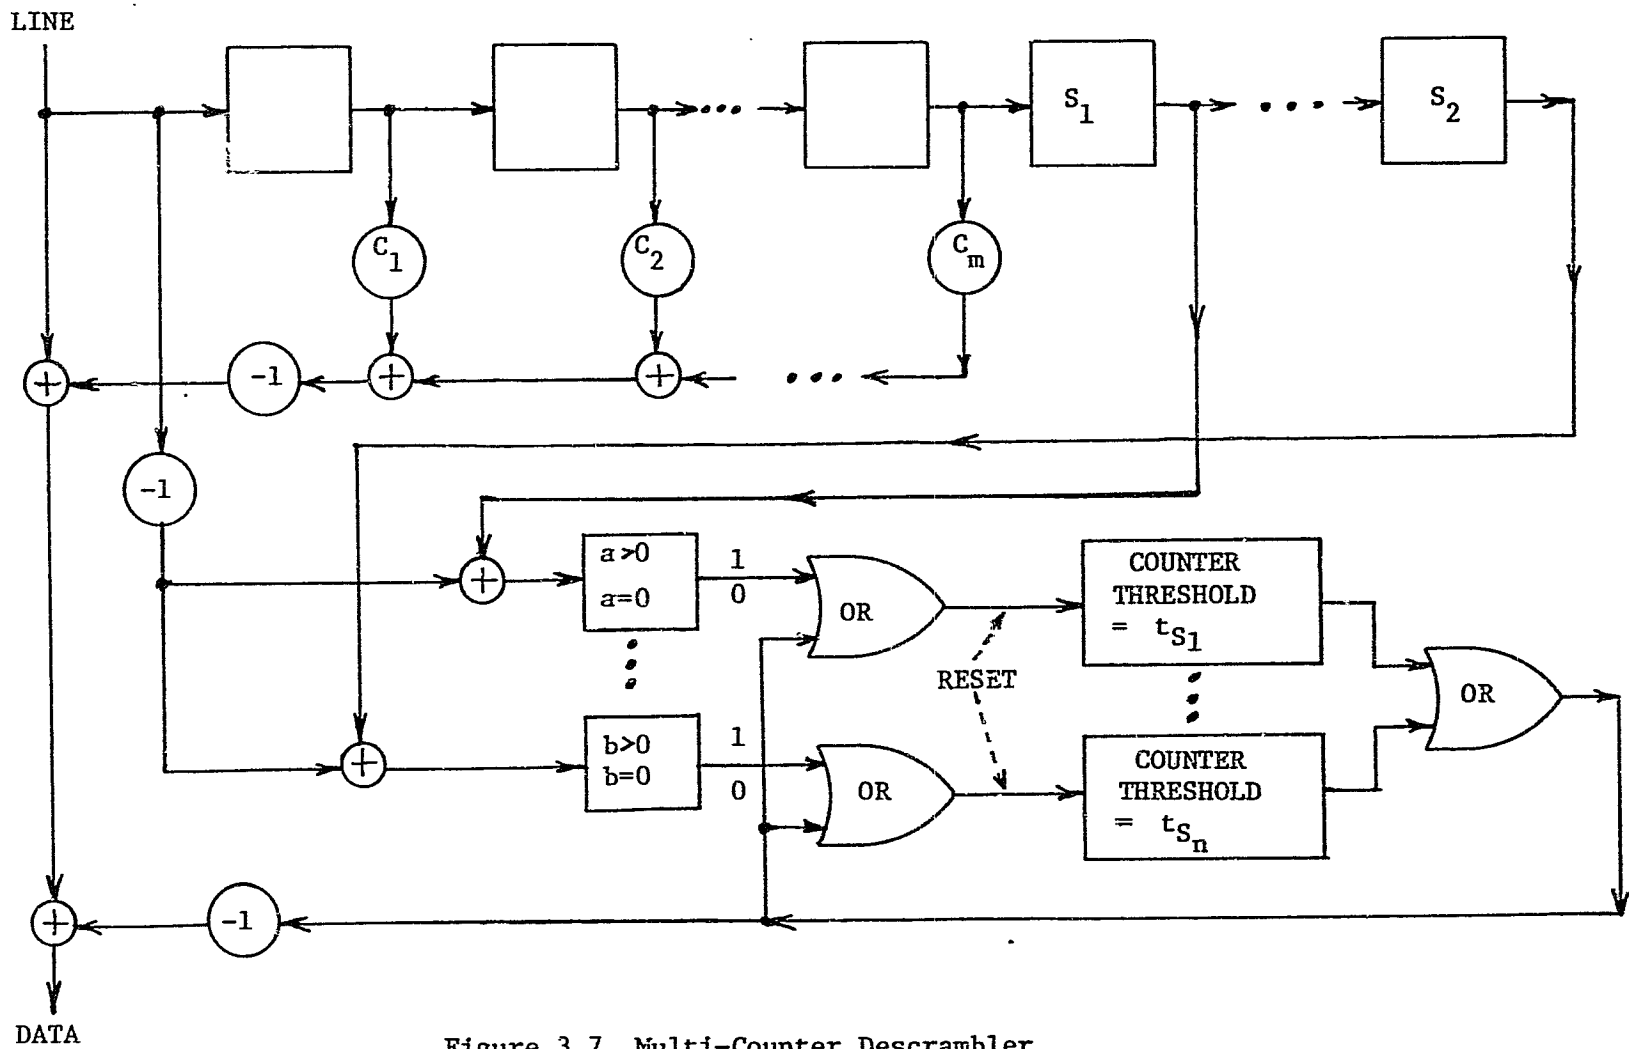 LINE
S1
S2
C1
C2
Cm
+
-1
+
+
-1
+
a>0
a=0
1
0
OR
COUNTER
THRESHOLD
= tS1
RESET
OR
+
b>0
b=0
1
0
OR
COUNTER
THRESHOLD
= tSn
+
-1
DATA
Figure 3.7 Multi-Counter Descrambler